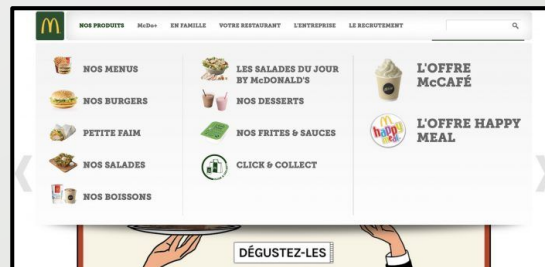 NOS PRODUITS McDo+ EN FAMILLE VOTRE RESTAURANT L'ENTREPRISE LE RECRUTEMENT
NOS MENUS
NOS BURGERS
PETITE FAIM
NOS SALADES
NOS BOISSONS
LES SALADES DU JOUR
BY McDONALD'S
NOS DESSERTS
NOS FRITES & SAUCES
CLICK & COLLECT
L'OFFRE
McCAFÉ
happy
meal
L'OFFRE HAPPY
MEAL
DÉGUSTEZ-LES